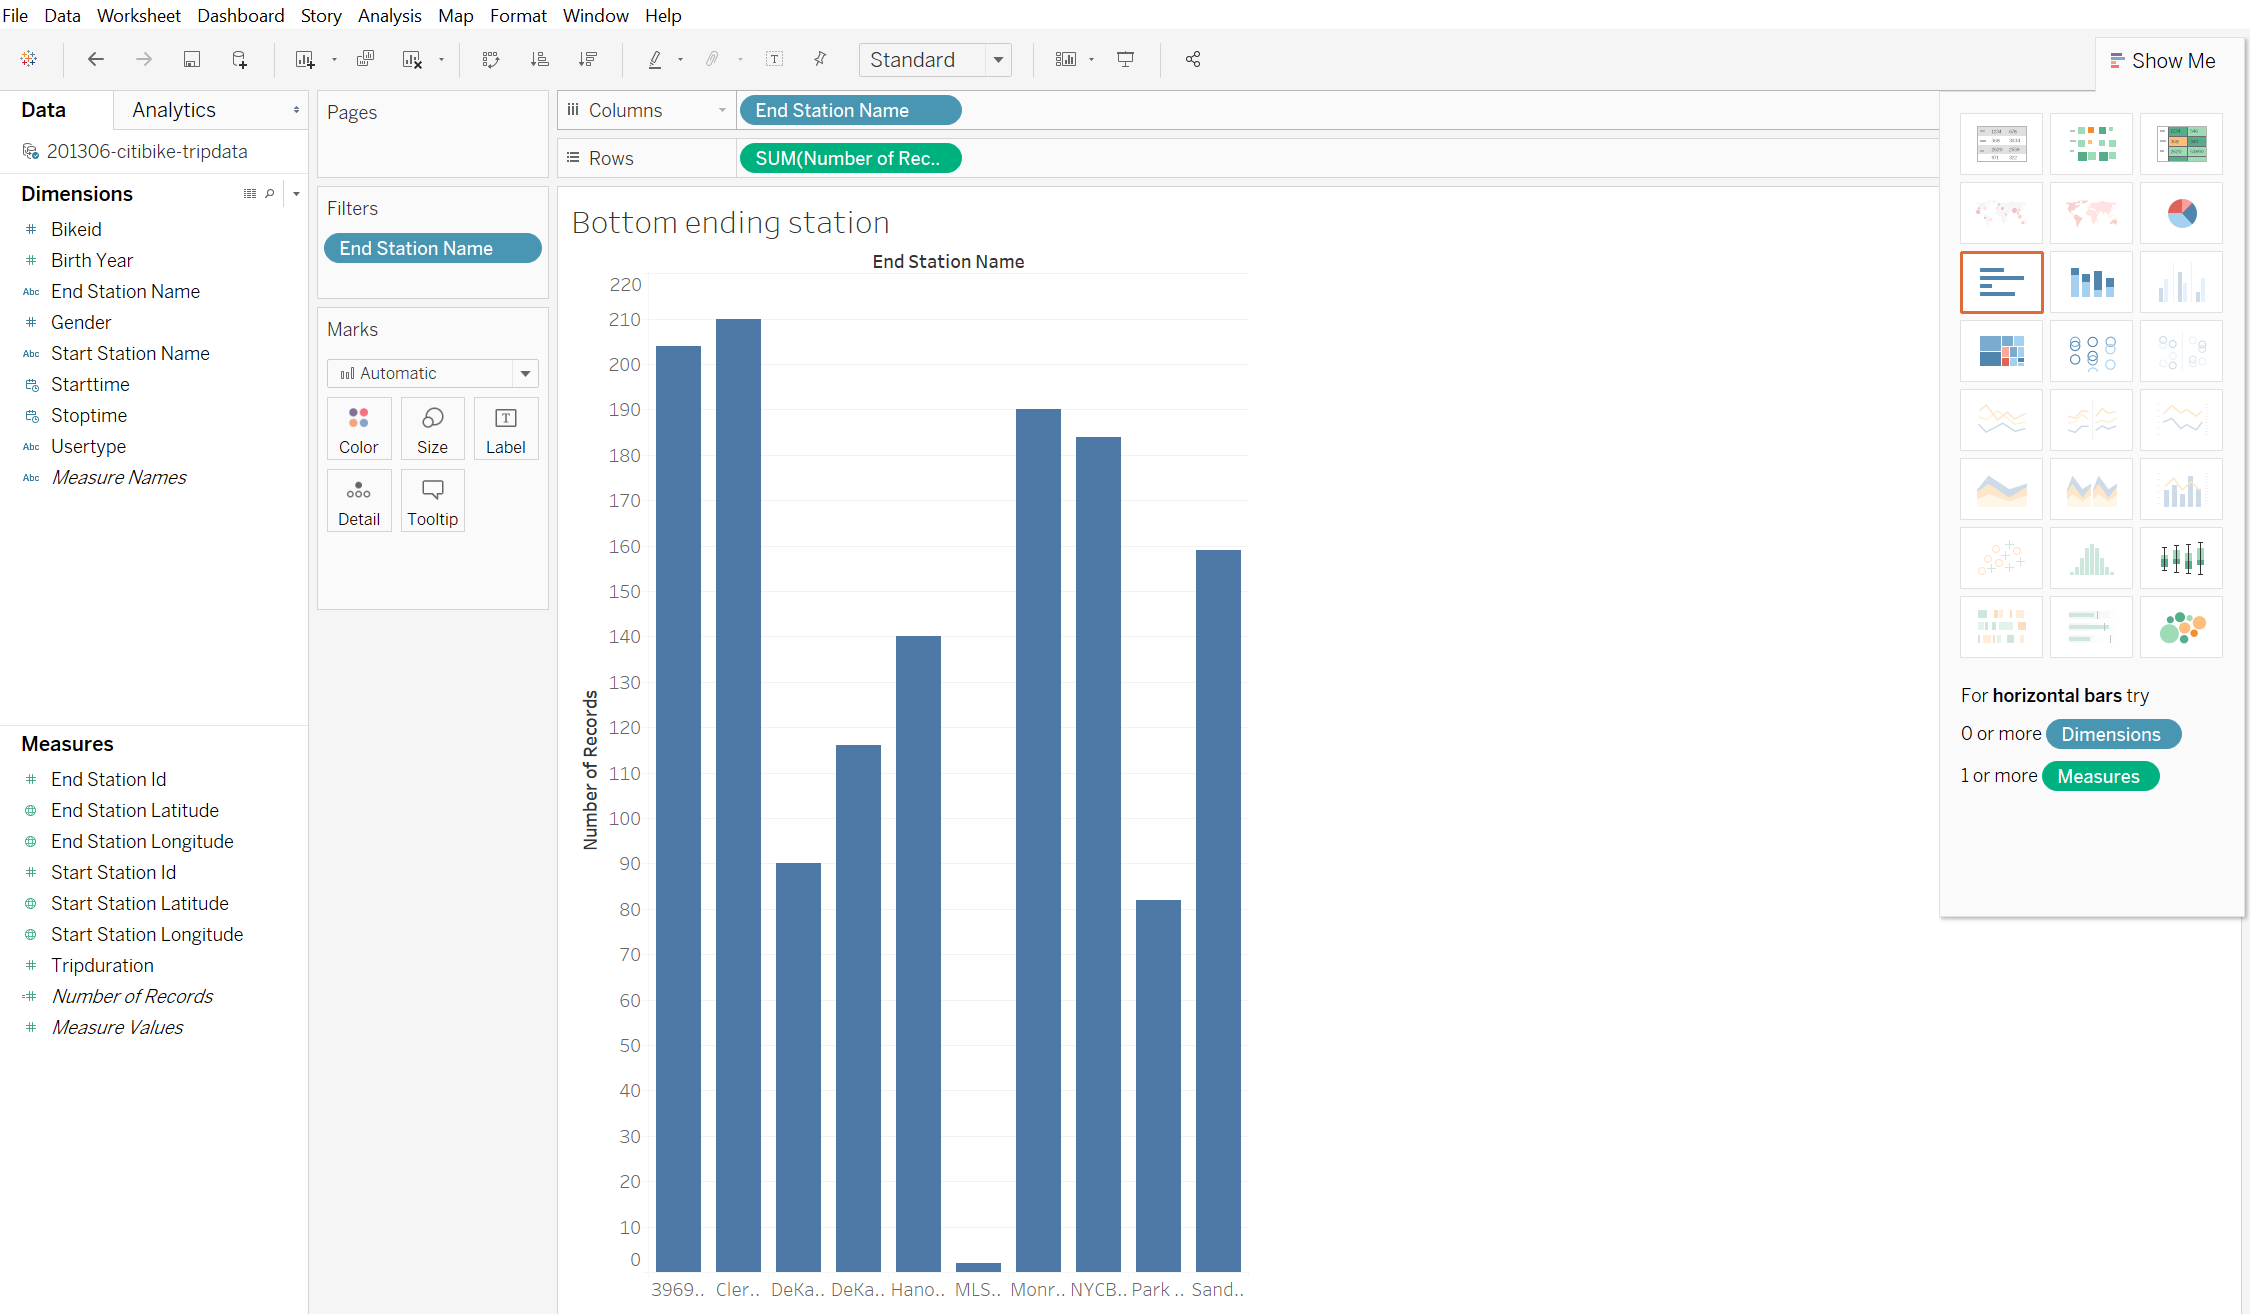 File Data Worksheet Dashboard Story Analysis Map Format Window Help
Standard
Show Me
Data
Analytics
201306-citibike-tripdata
Dimensions
# Bikeid
# Birth Year
Abc End Station Name
# Gender
Abc Start Station Name
Starttime
Stoptime
Abc Usertype
Abc Measure Names
Measures
# End Station Id
End Station Latitude
End Station Longitude
# Start Station Id
Start Station Latitude
Start Station Longitude
# Tripduration
=# Number of Records
# Measure Values
Pages
Filters
End Station Name
Marks
Automatic
Color
Size
Label
Detail
Tooltip
Columns
End Station Name
Rows
SUM(Number of Rec..
Bottom ending station
End Station Name
Number of Records
220
210
200
190
180
170
160
150
140
130
120
110
100
90
80
70
60
50
40
30
20
10
0
3969.. Cler.. DeKa.. DeKa.. Hano.. MLS.. Monr.. NYCB.. Park .. Sand..
For horizontal bars try
0 or more Dimensions
1 or more Measures